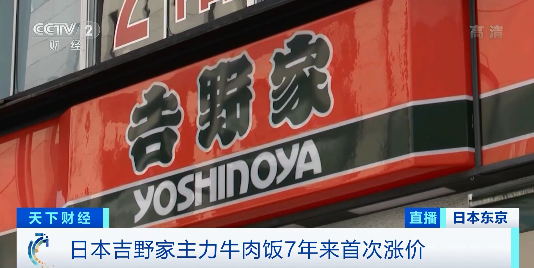 CCTV 2
财经
高清
吉野家
YOSHINOYA
天下财经
直播
日本东京
日本吉野家主力牛肉饭7年来首次涨价